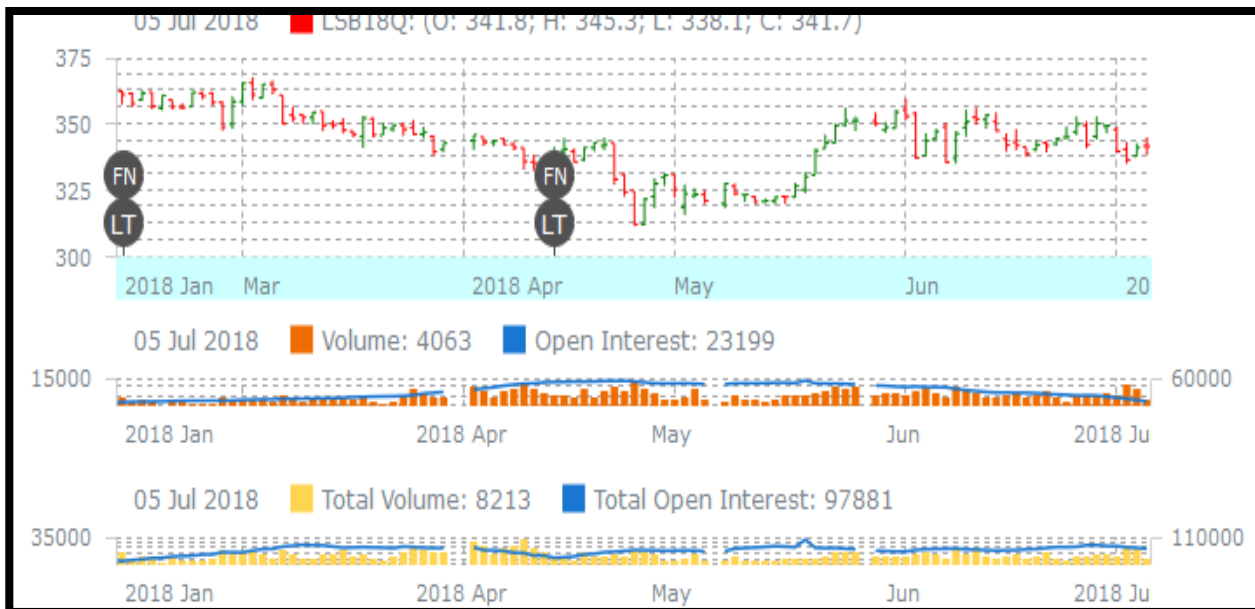 05 Jul 2018 LSB18Q: (O: 341.8; H: 345.3; L: 338.1; C: 341.7)
375
350
325
300
FN FN
LT LT
2018 Jan Mar 2018 Apr May Jun 20
05 Jul 2018 Volume: 4063 Open Interest: 23199
15000 60000
2018 Jan 2018 Apr May Jun 2018 Ju
05 Jul 2018 Total Volume: 8213 Total Open Interest: 97881
35000 110000
2018 Jan 2018 Apr May Jun 2018 Ju